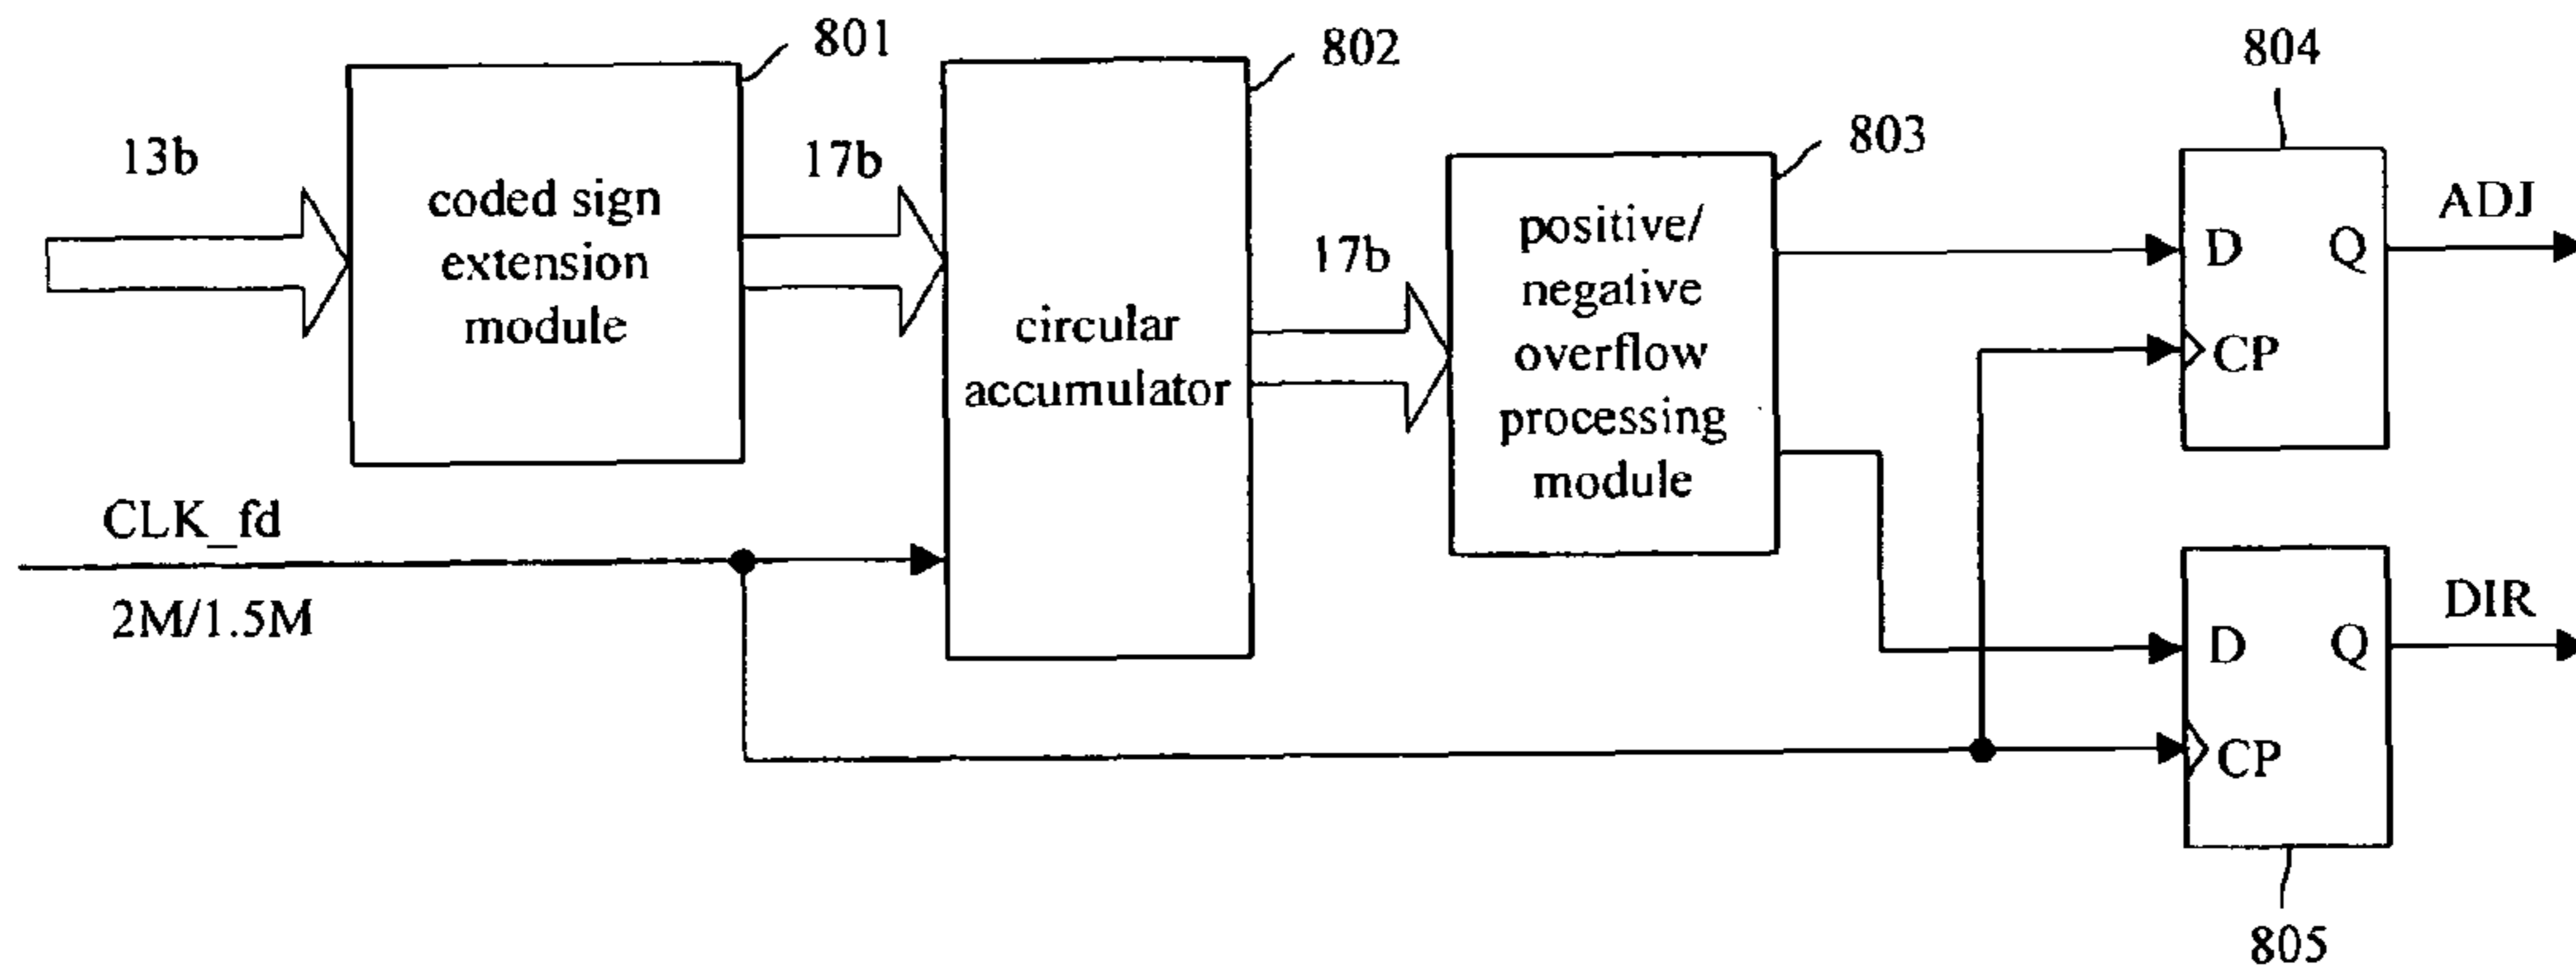 801
802
804
13b
coded sign
extension
module
17b
circular
accumulator
17b
803
positive/
negative
overflow
processing
module
D
Q
CP
ADJ
CLK_fd
2M/1.5M
D
Q
CP
DIR
805